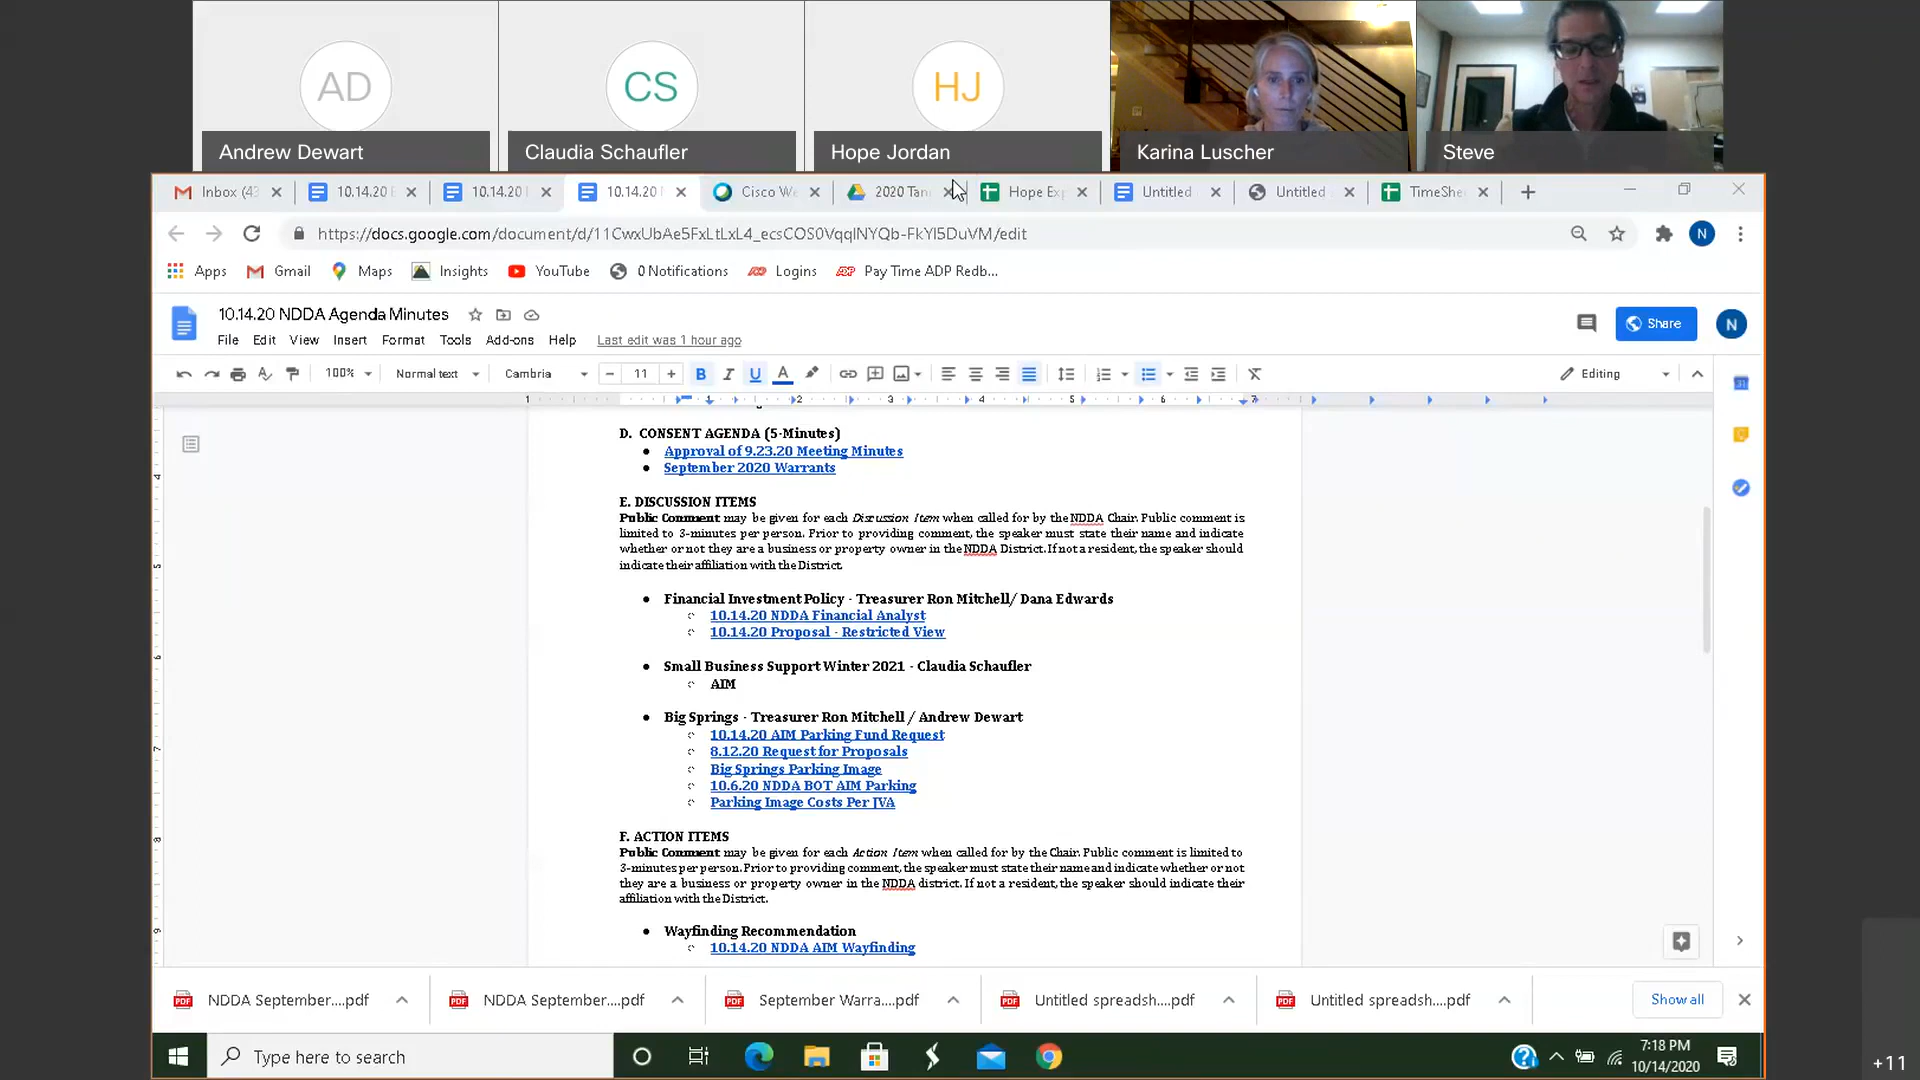 AD
CS
HJ
Andrew Dewart
Claudia Schaufler
Hope Jordan
Karina Luscher
Steve
Inbox (43
10.14.20
10.14.20
10.14.20
Cisco We
2020 Tan
Hope Exp
Untitled
Untitled
TimeShe
https://docs.google.com/document/d/11CwxUbAe5FxLtLxL4_ecsCOS0VqqlNYQb-FkYl5DuVM/edit
N
Apps
Gmail
Maps
Insights
YouTube
0 Notifications
Logins
Pay Time ADP Redb...
10.14.20 NDDA Agenda Minutes
Share
N
File Edit View Insert Format Tools Add-ons Help Last edit was 1 hour ago
100% Normal text Cambria − 11 + B I U A Editing
1 1 2 3 4 5 6 7
D. CONSENT AGENDA (5-Minutes)
● Approval of 9.23.20 Meeting Minutes
● September 2020 Warrants
E. DISCUSSION ITEMS
Public Comment may be given for each Discussion Item when called for by the NDDA Chair. Public comment is
limited to 3-minutes per person. Prior to providing comment, the speaker must state their name and indicate
whether or not they are a business or property owner in the NDDA District. If not a resident, the speaker should
indicate their affiliation with the District.
● Financial Investment Policy - Treasurer Ron Mitchell/ Dana Edwards
○ 10.14.20 NDDA Financial Analyst
○ 10.14.20 Proposal - Restricted View
● Small Business Support Winter 2021 - Claudia Schaufler
○ AIM
● Big Springs - Treasurer Ron Mitchell / Andrew Dewart
○ 10.14.20 AIM Parking Fund Request
○ 8.12.20 Request for Proposals
○ Big Springs Parking Image
○ 10.6.20 NDDA BOT AIM Parking
○ Parking Image Costs Per JVA
F. ACTION ITEMS
Public Comment may be given for each Action Item when called for by the Chair. Public comment is limited to
3-minutes per person. Prior to providing comment, the speaker must state their name and indicate whether or not
they are a business or property owner in the NDDA district. If not a resident, the speaker should indicate their
affiliation with the District.
● Wayfinding Recommendation
○ 10.14.20 NDDA AIM Wayfinding
4
5
6
7
8
9
31
NDDA September....pdf
NDDA September....pdf
September Warra....pdf
Untitled spreadsh....pdf
Untitled spreadsh....pdf
Show all
Type here to search
7:18 PM
10/14/2020
+11